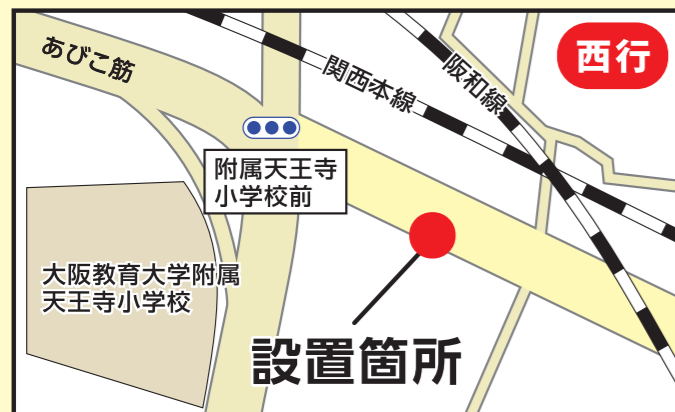 西行
あびこ筋
関西本線
阪和線
附属天王寺
小学校前
大阪教育大学附属
天王寺小学校
設置箇所